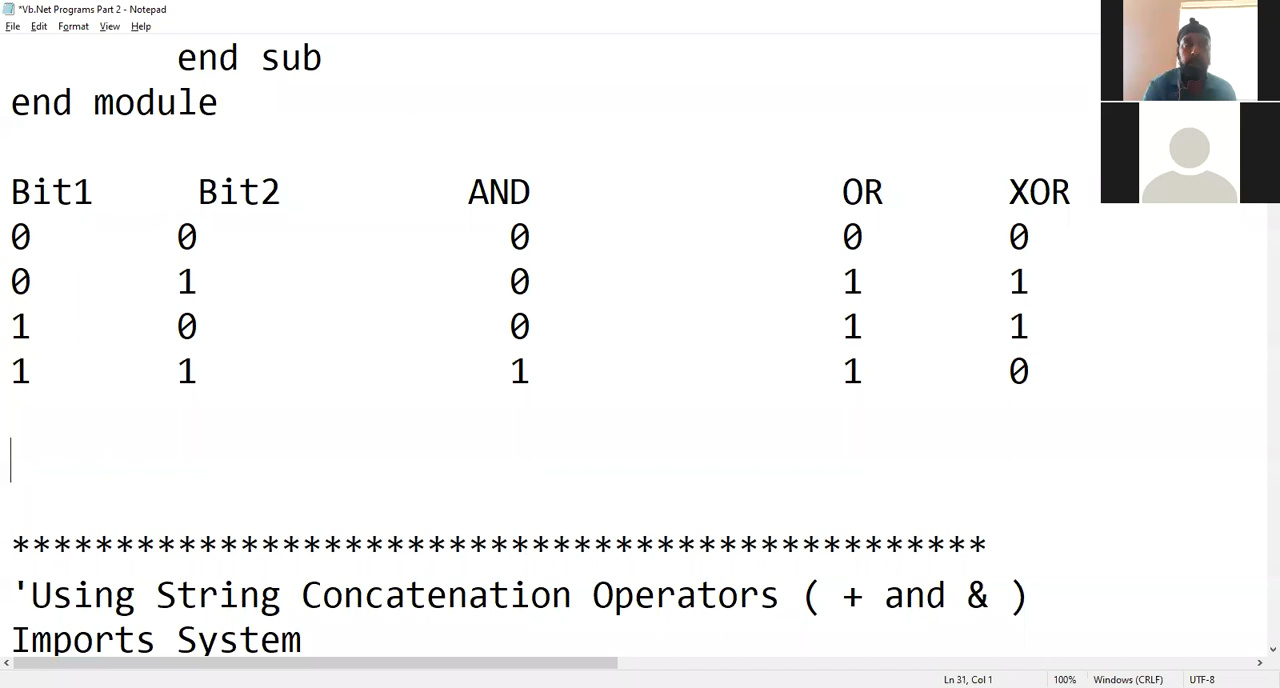 *Vb.Net Programs Part 2 - Notepad
File Edit Format View Help
end sub
end module
Bit1 Bit2 AND OR XOR
0 0 0 0 0
0 1 0 1 1
1 0 0 1 1
1 1 1 1 0
***********************************************
'Using String Concatenation Operators ( + and & )
Imports System
Ln 31, Col 1 100% Windows (CRLF) UTF-8